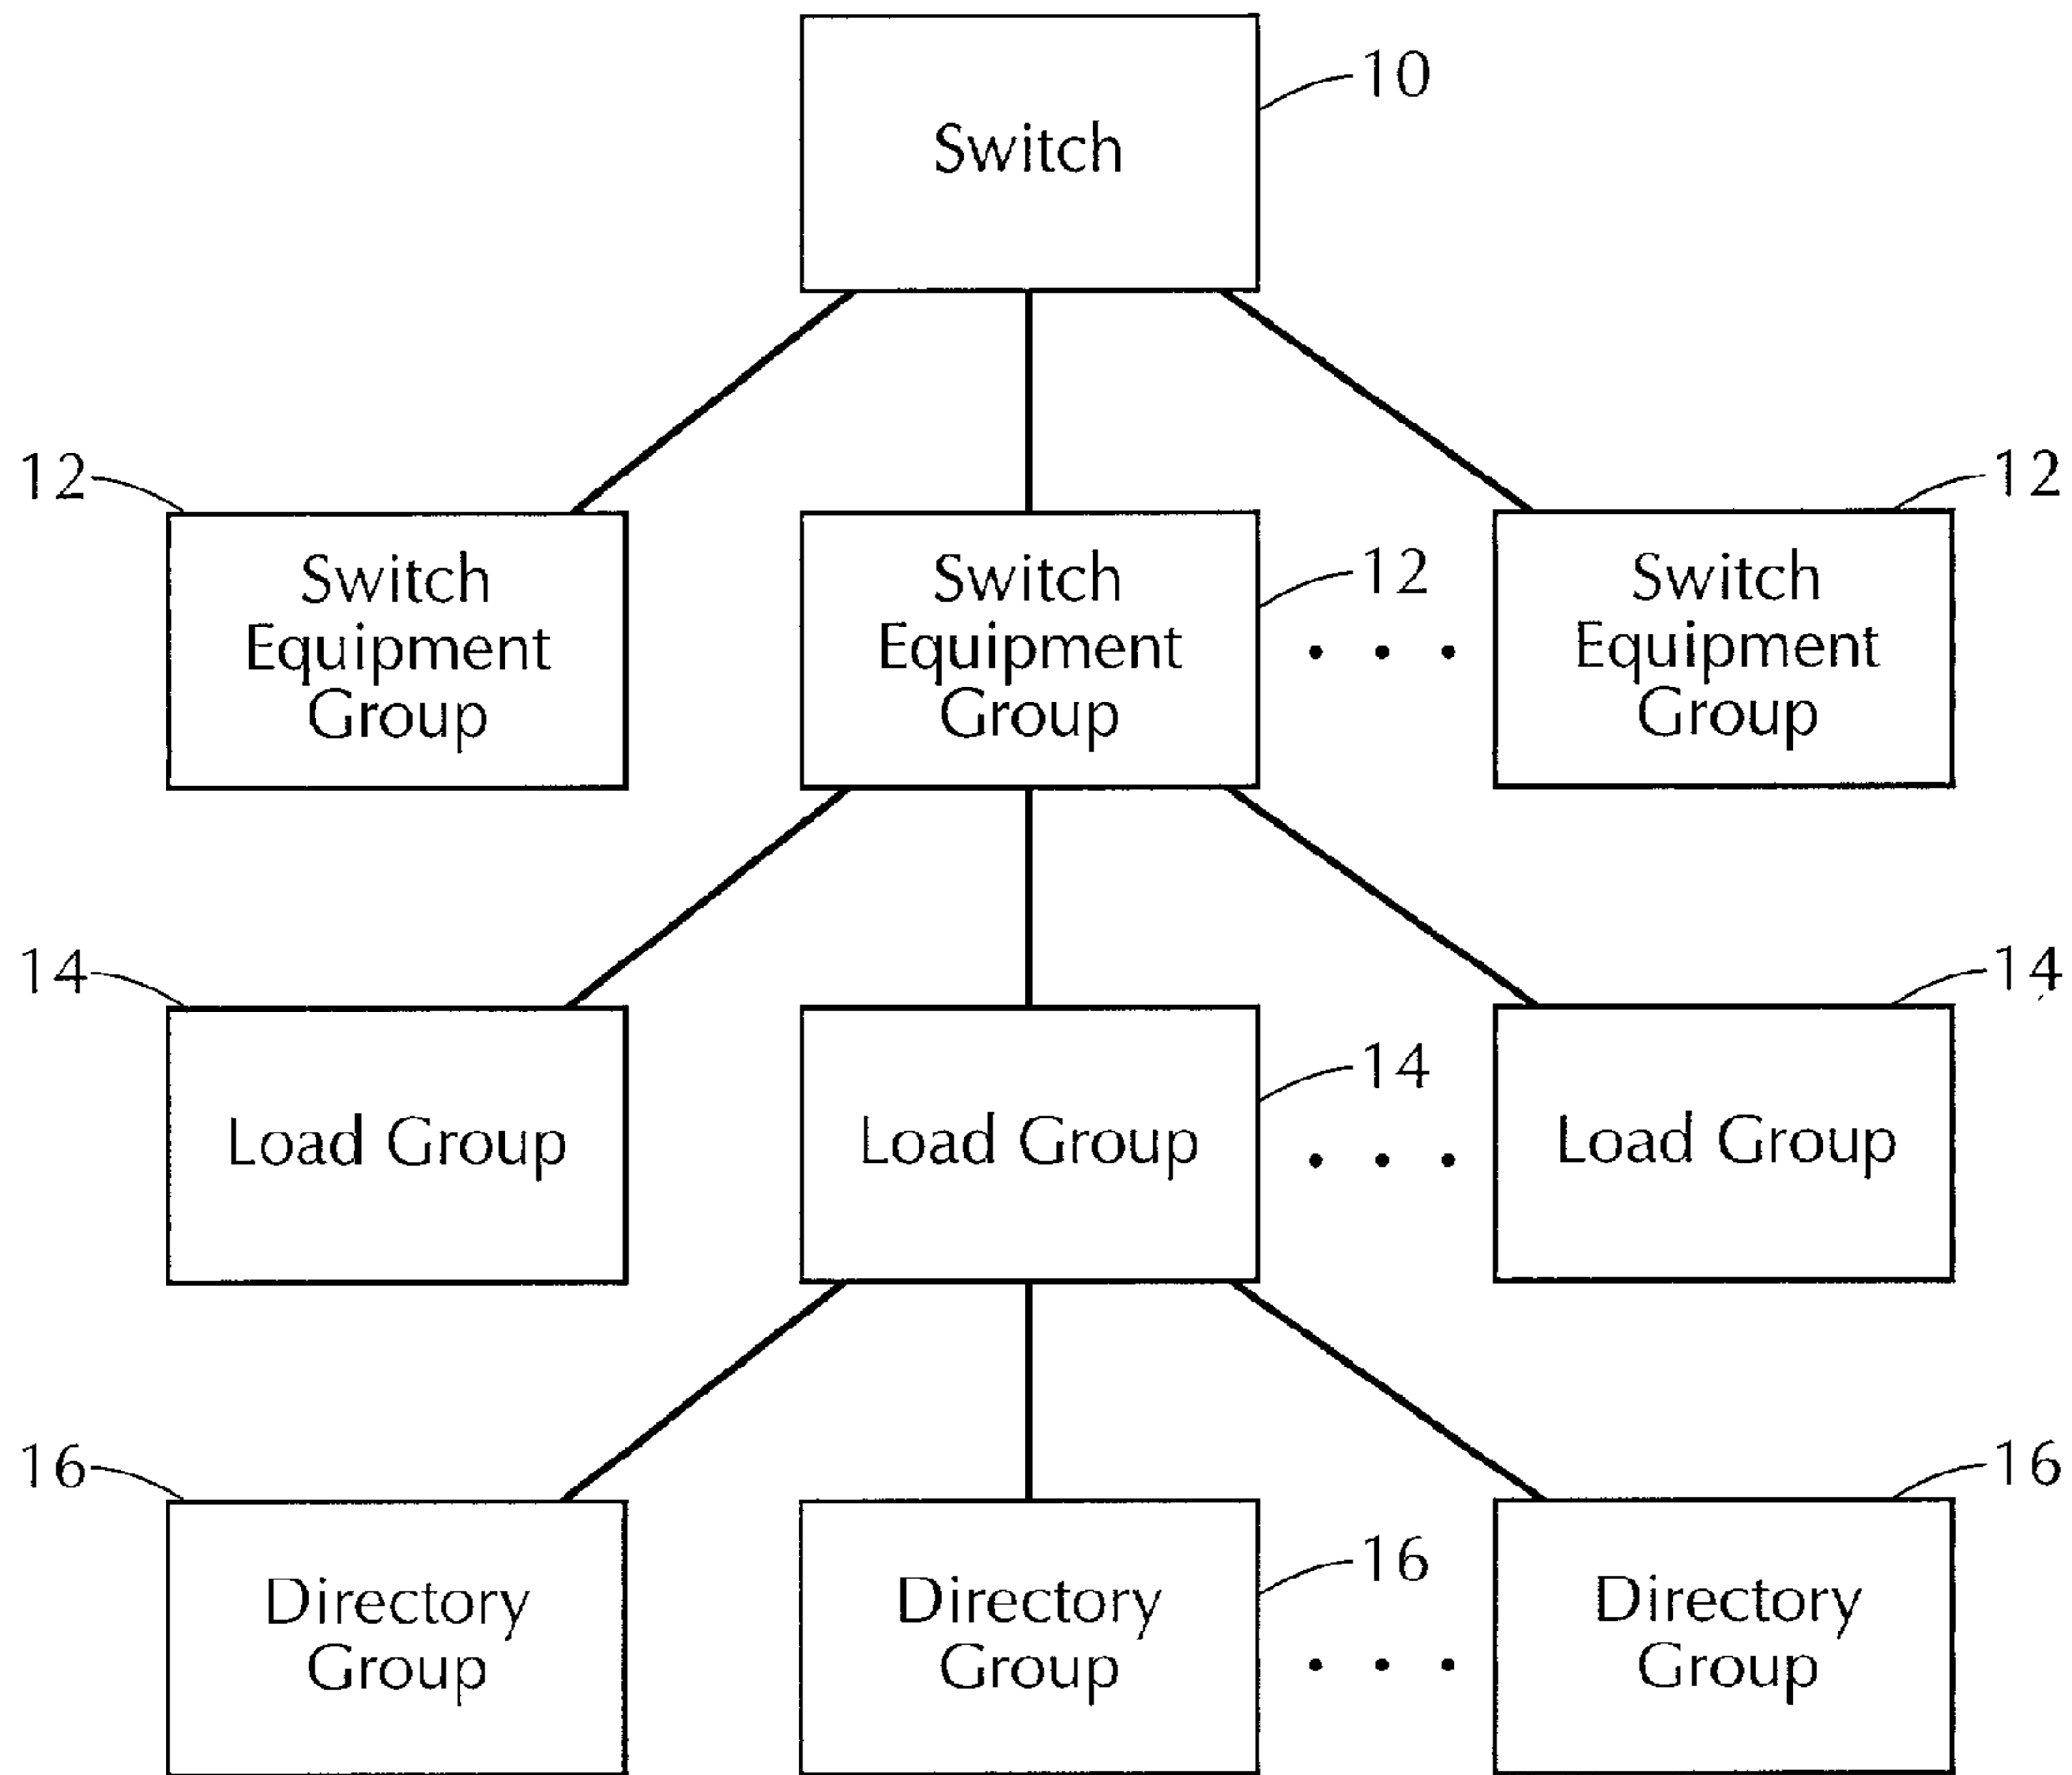 10
Switch
12
12
Switch
Equipment
Group
Switch
Equipment
Group
12
Switch
Equipment
Group
14
14
Load Group
Load Group
14
Load Group
16
16
Directory
Group
Directory
Group
16
Directory
Group